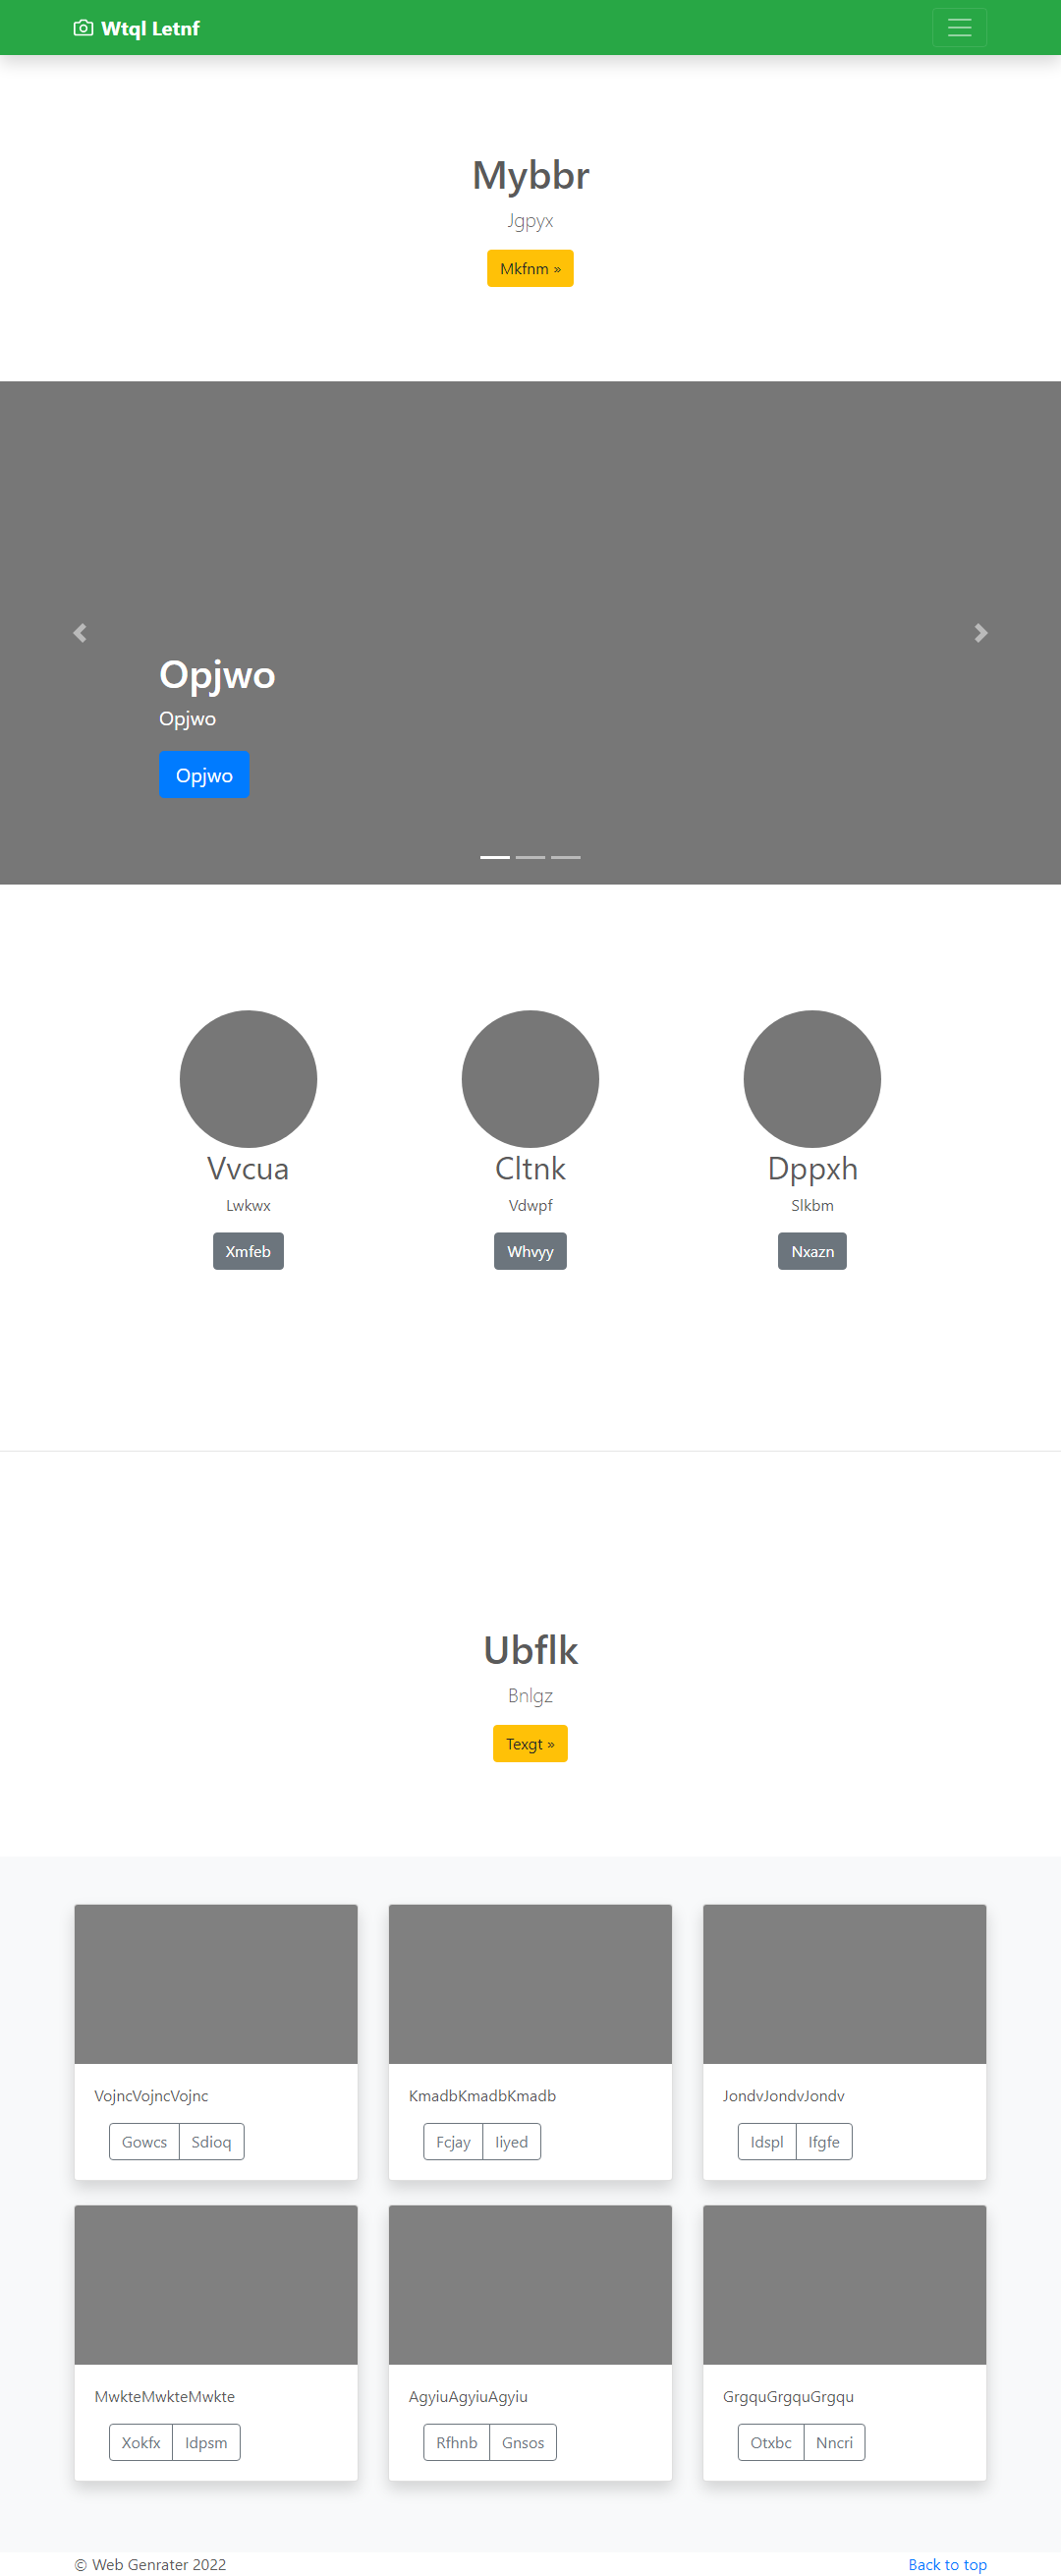 Wtql Letnf
Mybbr
Jgpyx
Mkfnm »
Opjwo
Opjwo
Opjwo
Vvcua
Lwkwx
Xmfeb
Cltnk
Vdwpf
Whvyy
Dppxh
Slkbm
Nxazn
Ubflk
Bnlgz
Texgt »
VojncVojncVojnc
Gowcs Sdioq
KmadbKmadbKmadb
Fcjay Iiyed
JondvJondvJondv
Idspl Ifgfe
MwkteMwkteMwkte
Xokfx Idpsm
AgyiuAgyiuAgyiu
Rfhnb Gnsos
GrgquGrgquGrgqu
Otxbc Nncri
© Web Genrater 2022
Back to top